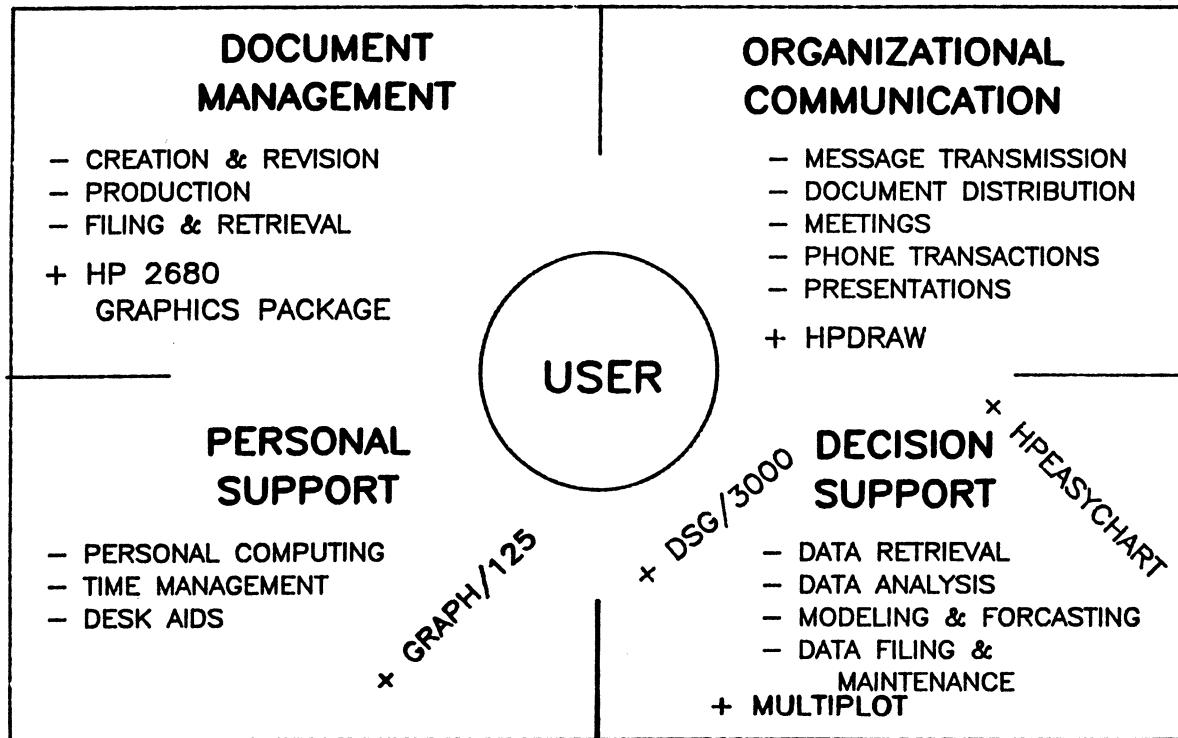 DOCUMENT
MANAGEMENT
— CREATION & REVISION
— PRODUCTION
— FILING & RETRIEVAL
+ HP 2680
GRAPHICS PACKAGE
ORGANIZATIONAL
COMMUNICATION
— MESSAGE TRANSMISSION
— DOCUMENT DISTRIBUTION
— MEETINGS
— PHONE TRANSACTIONS
— PRESENTATIONS
+ HPDRAW
USER
PERSONAL
SUPPORT
— PERSONAL COMPUTING
— TIME MANAGEMENT
— DESK AIDS
+ GRAPH/125
+ DSG/3000
DECISION
SUPPORT
+ HPEASYCHART
— DATA RETRIEVAL
— DATA ANALYSIS
— MODELING & FORCASTING
— DATA FILING &
MAINTENANCE
+ MULTIPLOT